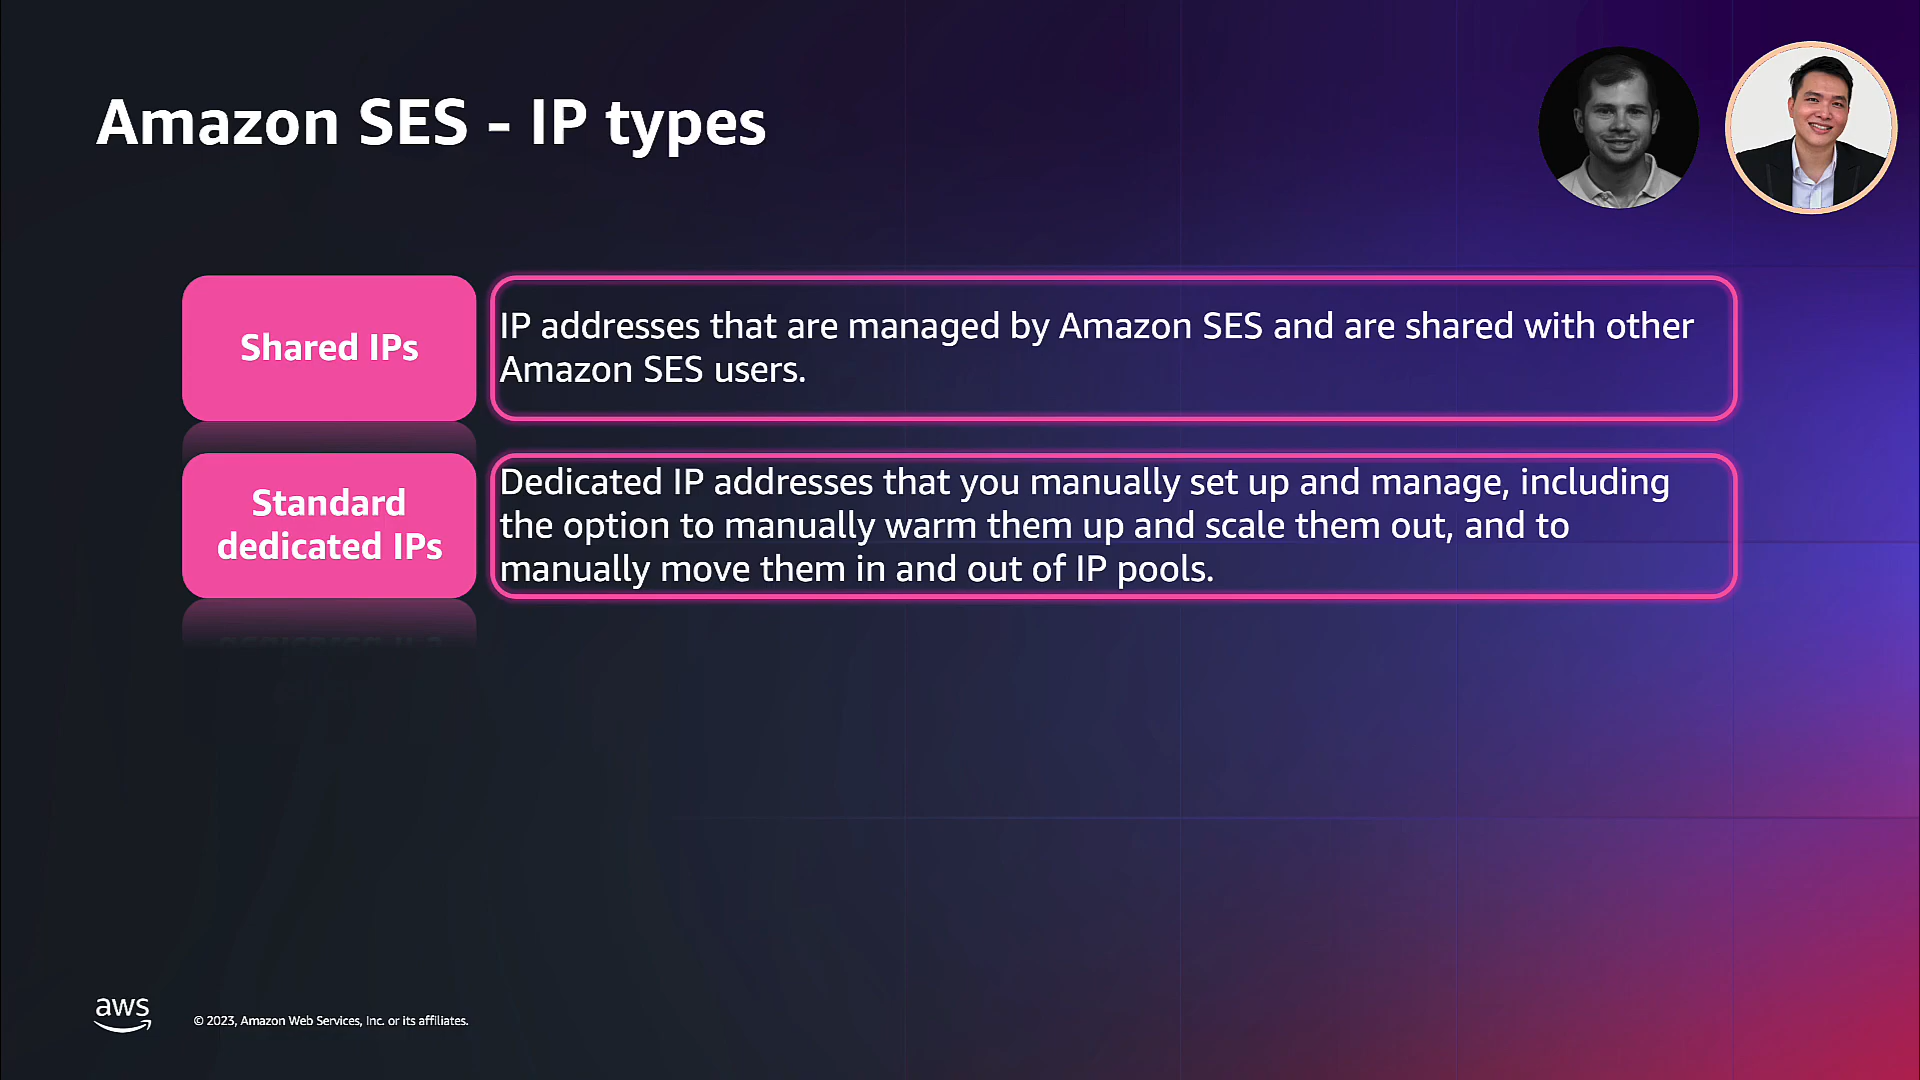 Amazon SES - IP types
Shared IPs
IP addresses that are managed by Amazon SES and are shared with other
Amazon SES users.
Standard
dedicated IPs
Dedicated IP addresses that you manually set up and manage, including
the option to manually warm them up and scale them out, and to
manually move them in and out of IP pools.
aws
© 2023, Amazon Web Services, Inc. or its affiliates.